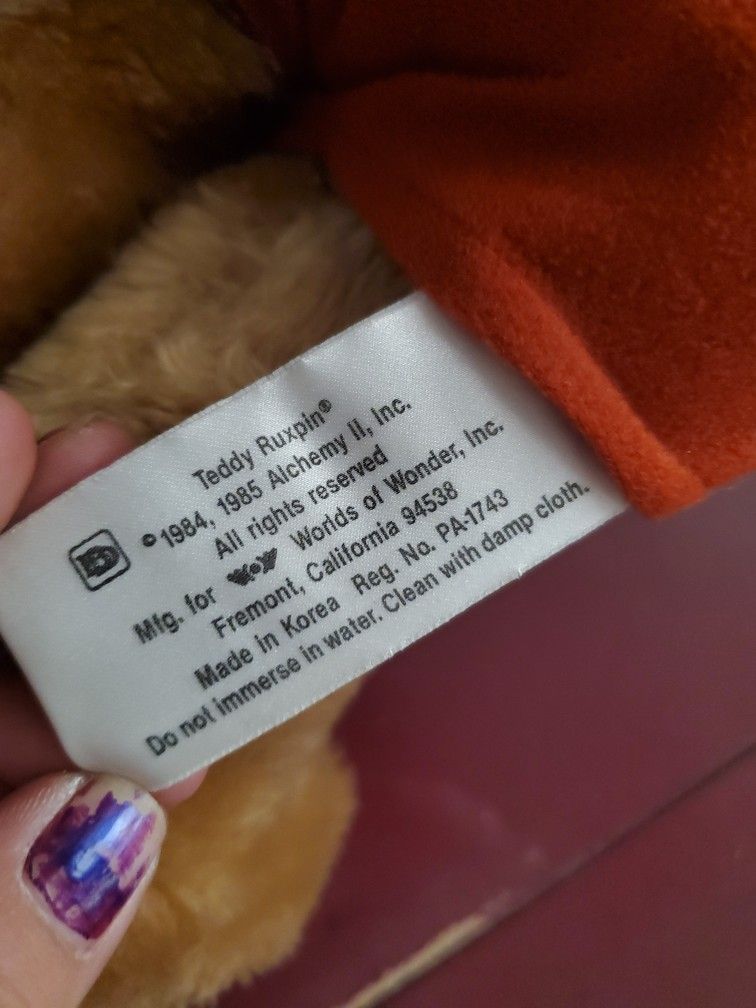 Teddy Ruxpin®
©1984, 1985 Alchemy II, Inc.
All rights reserved
Mfg. for WoW Worlds of Wonder, Inc.
Fremont, California 94538
Made in Korea Reg. No. PA-1743
Do not immerse in water. Clean with damp cloth.